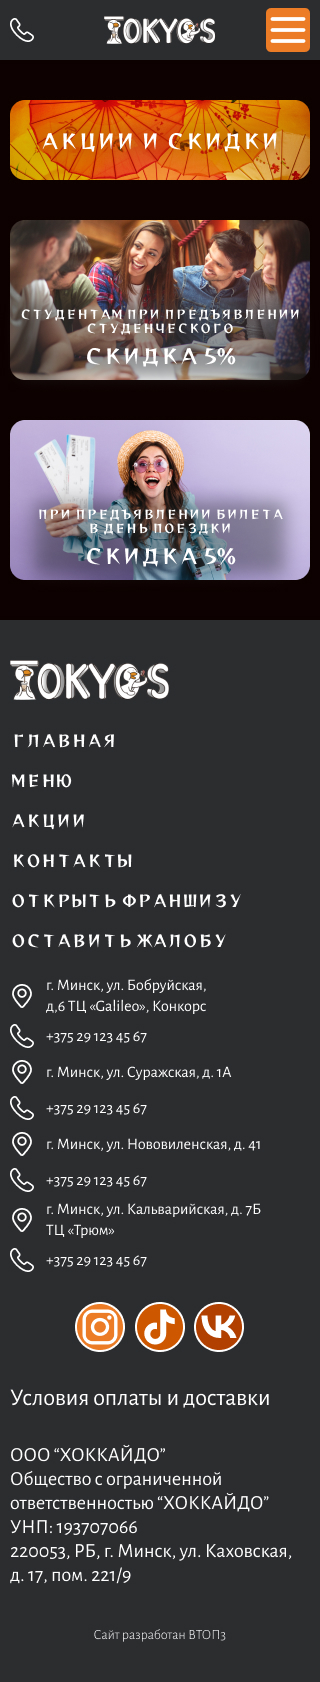 TOKYOS
АКЦИИ И СКИДКИ
СТУДЕНТАМ ПРИ ПРЕДЪЯВЛЕНИИ
СТУДЕНЧЕСКОГО
СКИДКА 5%
ПРИ ПРЕДЪЯВЛЕНИИ БИЛЕТА
В ДЕНЬ ПОЕЗДКИ
СКИДКА 5%
TOKYOS
ГЛАВНАЯ
МЕНЮ
АКЦИИ
КОНТАКТЫ
ОТКРЫТЬ ФРАНШИЗУ
ОСТАВИТЬ ЖАЛОБУ
г. Минск, ул. Бобруйская,
д,6 ТЦ «Galileo», Конкорс
+375 29 123 45 67
г. Минск, ул. Суражская, д. 1А
+375 29 123 45 67
г. Минск, ул. Нововиленская, д. 41
+375 29 123 45 67
г. Минск, ул. Кальварийская, д. 7Б
ТЦ «Трюм»
+375 29 123 45 67
Условия оплаты и доставки
ООО “ХОККАЙДО”
Общество с ограниченной
ответственностью “ХОККАЙДО”
УНП: 193707066
220053, РБ, г. Минск, ул. Каховская,
д. 17, пом. 221/9
Сайт разработан ВТОП3